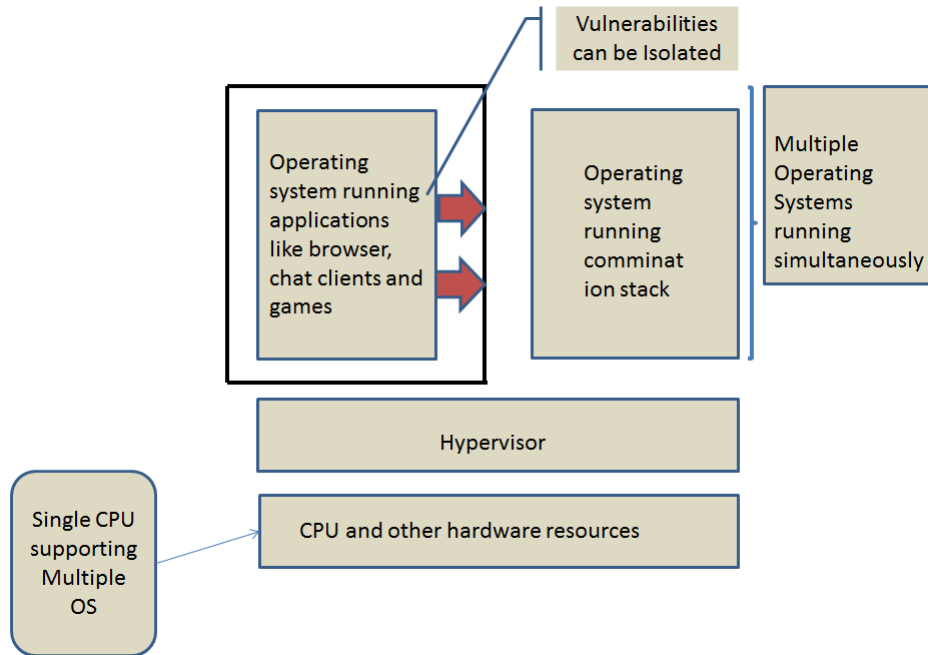 Vulnerabilities
can be Isolated
Operating
system running
applications
like browser,
chat clients and
games
Operating
system
running
comminat
ion stack
Multiple
Operating
Systems
running
simultaneously
Hypervisor
Single CPU
supporting
Multiple
OS
CPU and other hardware resources